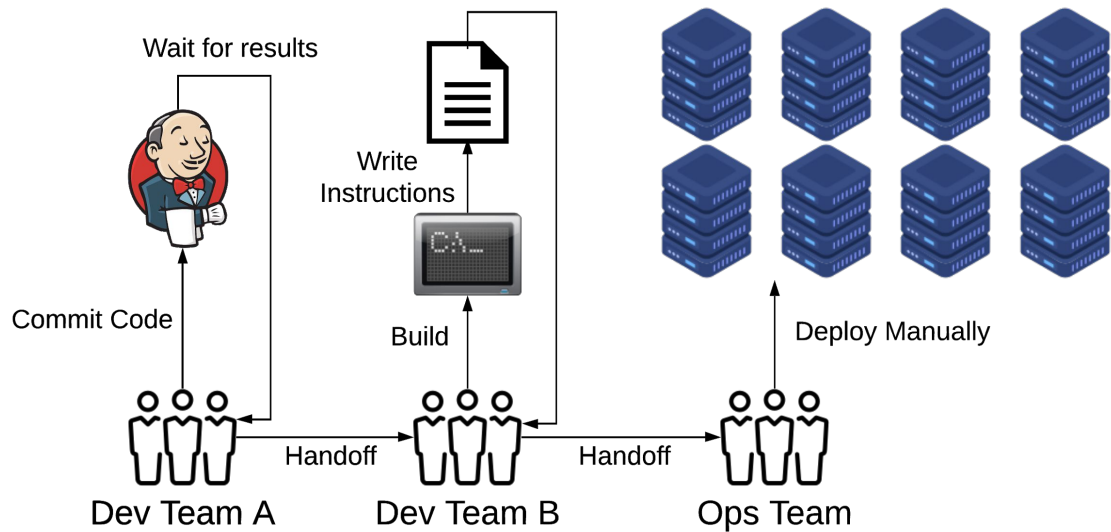 Wait for results
Write
Instructions
C:\_
Commit Code
Build
Deploy Manually
Handoff
Handoff
Dev Team A
Dev Team B
Ops Team